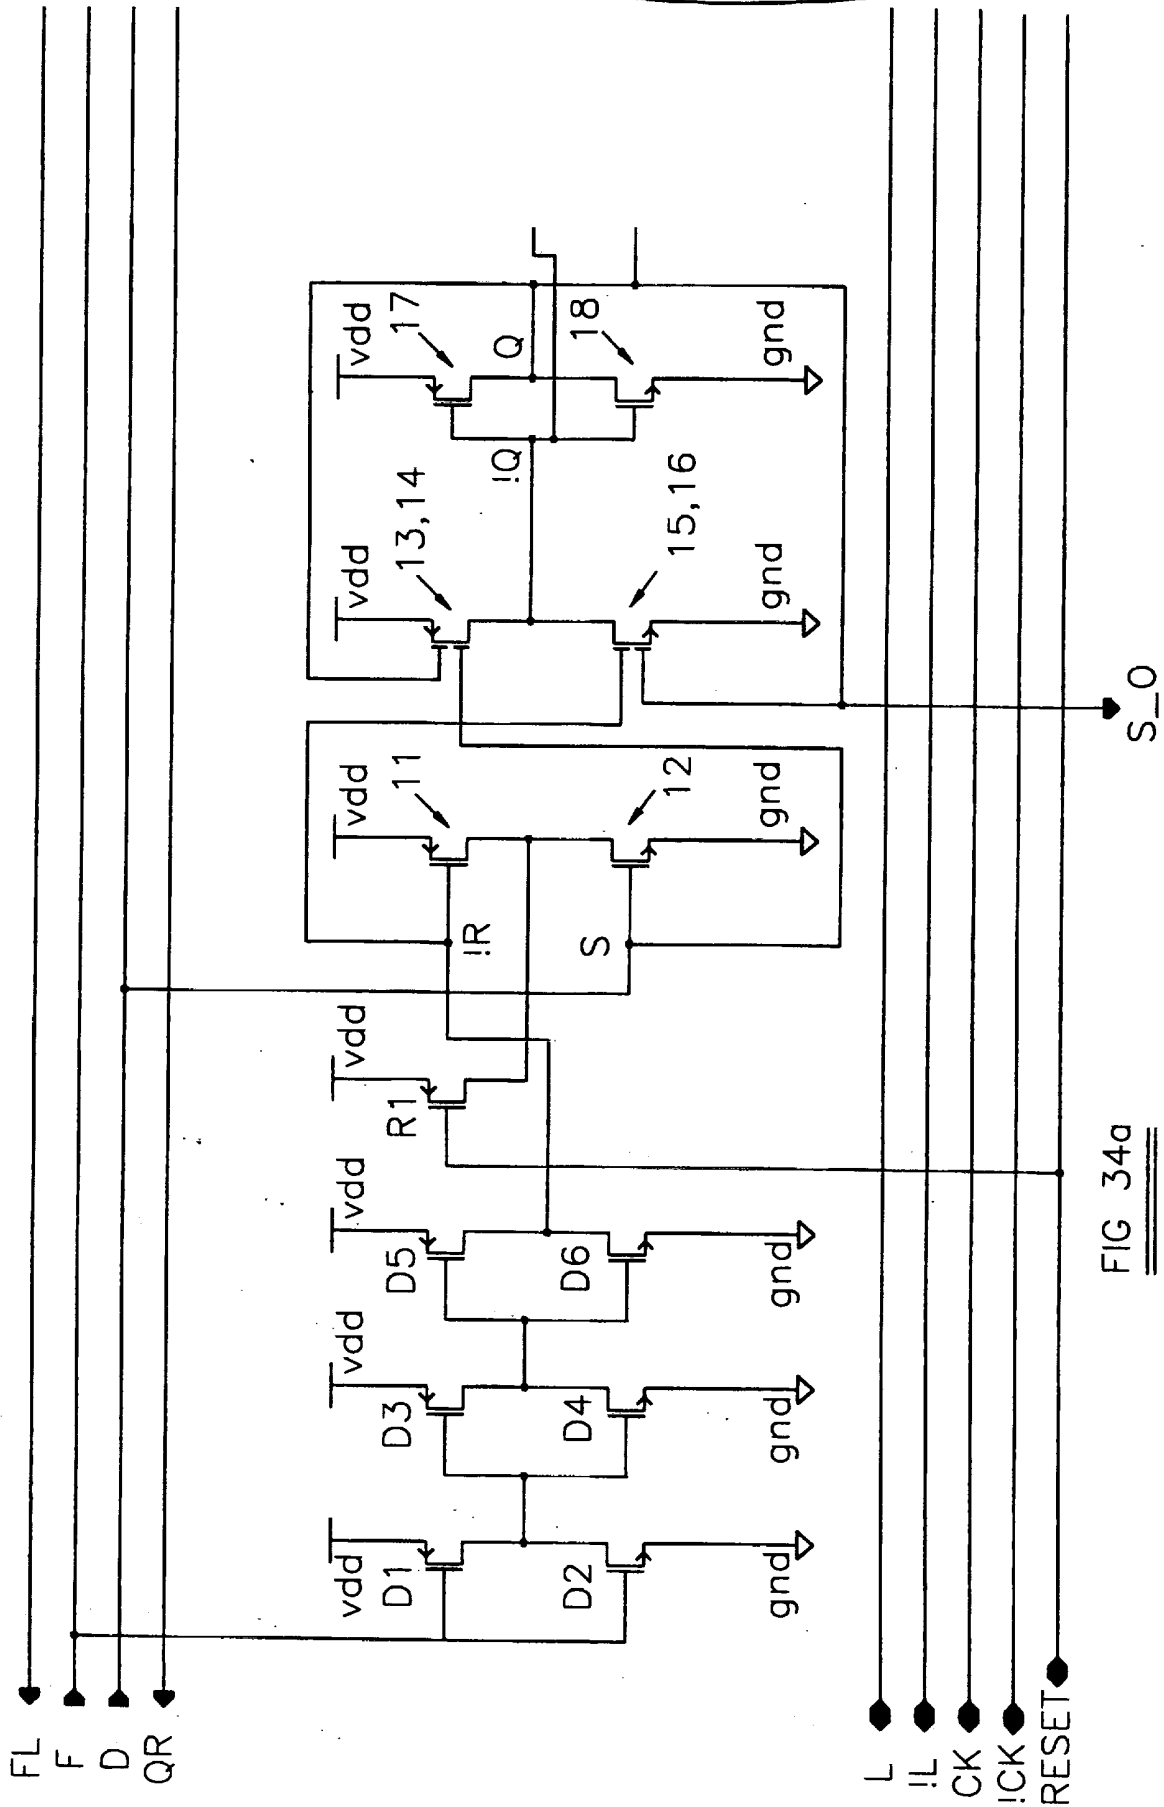 FL
F
D
QR
vdd
vdd
vdd
vdd
vdd
vdd
vdd
D1
D3
D5
R1
11
13,14
17
!R
!Q
Q
S
D2
D4
D6
12
15,16
18
gnd
gnd
gnd
gnd
gnd
gnd
L
!L
CK
!CK
RESET
S_O
FIG 34a